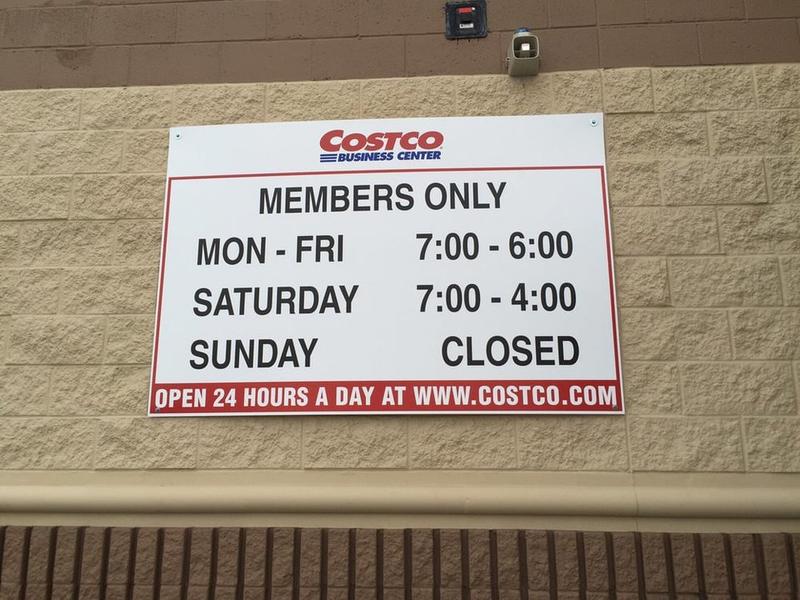 COSTCO
BUSINESS CENTER
MEMBERS ONLY
MON - FRI 7:00 - 6:00
SATURDAY 7:00 - 4:00
SUNDAY CLOSED
OPEN 24 HOURS A DAY AT WWW.COSTCO.COM